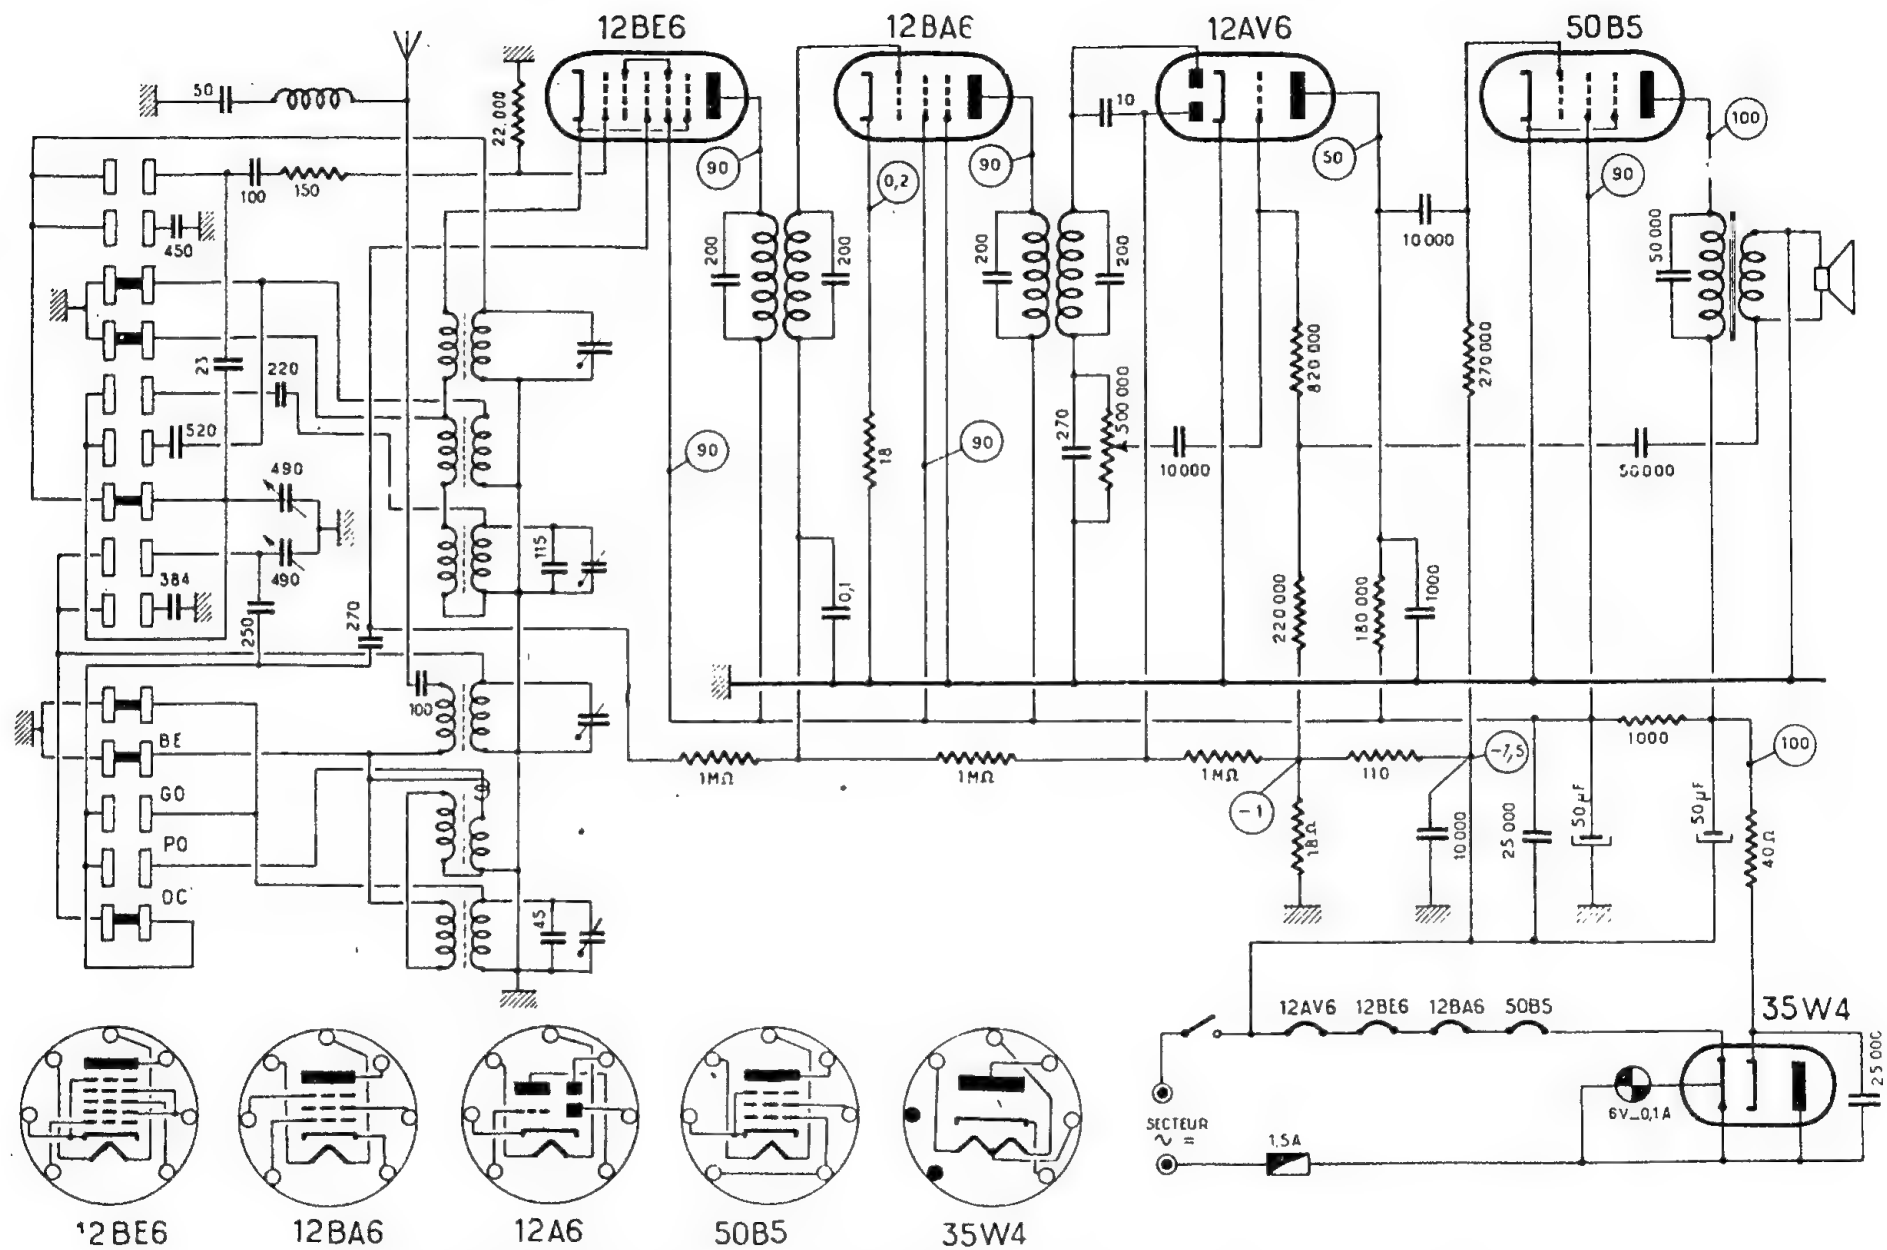 12BE6
12BA6
12AV6
50B5
50
22.000
10
100
150
450
90
0,2
90
50
90
100
10 000
200
200
200
200
50 000
23
220
520
490
490
384
250
270
115
90
18
90
270
500 000
10000
820 000
270 000
50000
0,1
220 000
180 000
1000
100
BE
GO
PO
OC
45
1MΩ
1MΩ
1MΩ
110
-7,5
-1
18Ω
10 000
25 000
50µF
1000
50µF
100
40Ω
12AV6
12BE6
12BA6
50B5
35W4
25 000
6V_0,1A
SECTEUR
~ =
1,5A
12BE6
12BA6
12A6
50B5
35W4